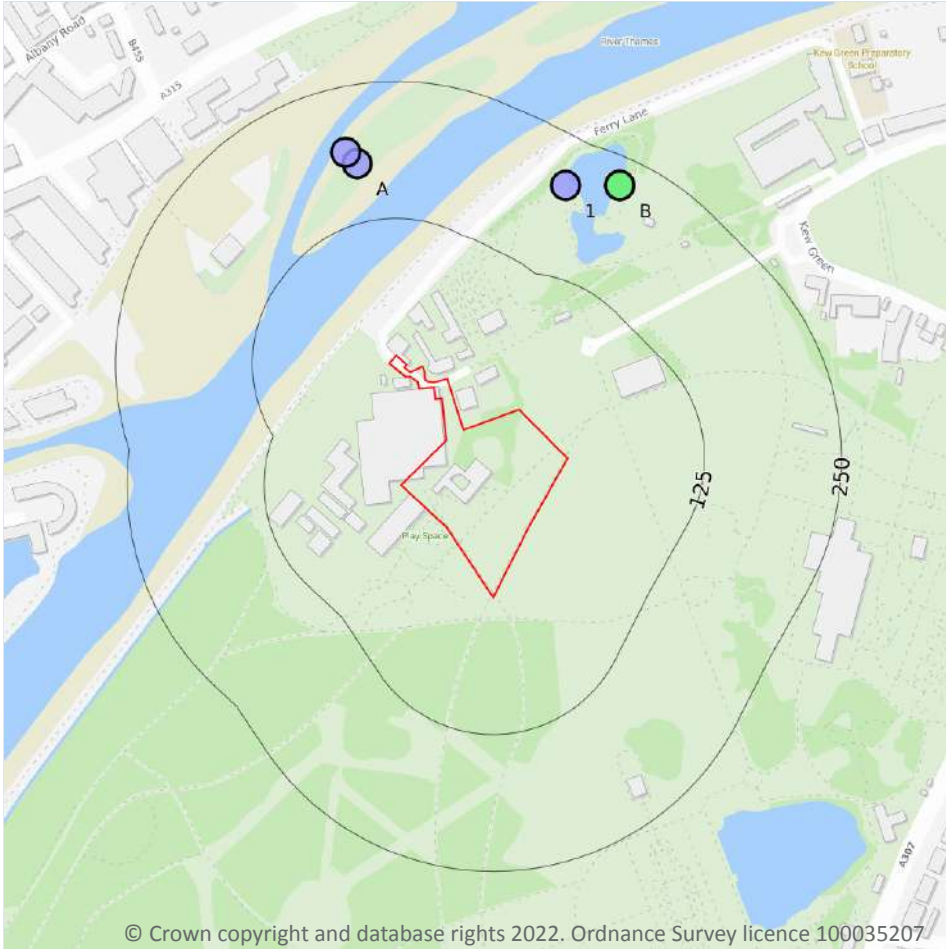 Albany Road
B455
A315
River Thames
Kew Green Preparatory
School
Ferry Lane
A
1
B
Kew Green
125
250
Play Space
A307
© Crown copyright and database rights 2022. Ordnance Survey licence 100035207